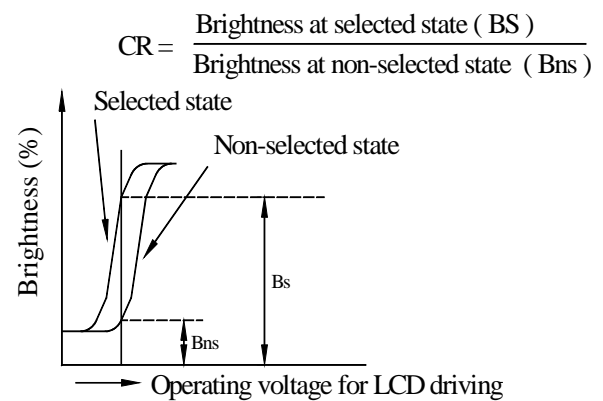 CR = Brightness at selected state ( BS )
Brightness at non-selected state ( Bns )
Selected state
Non-selected state
Brightness (%)
Bs
Bns
Operating voltage for LCD driving